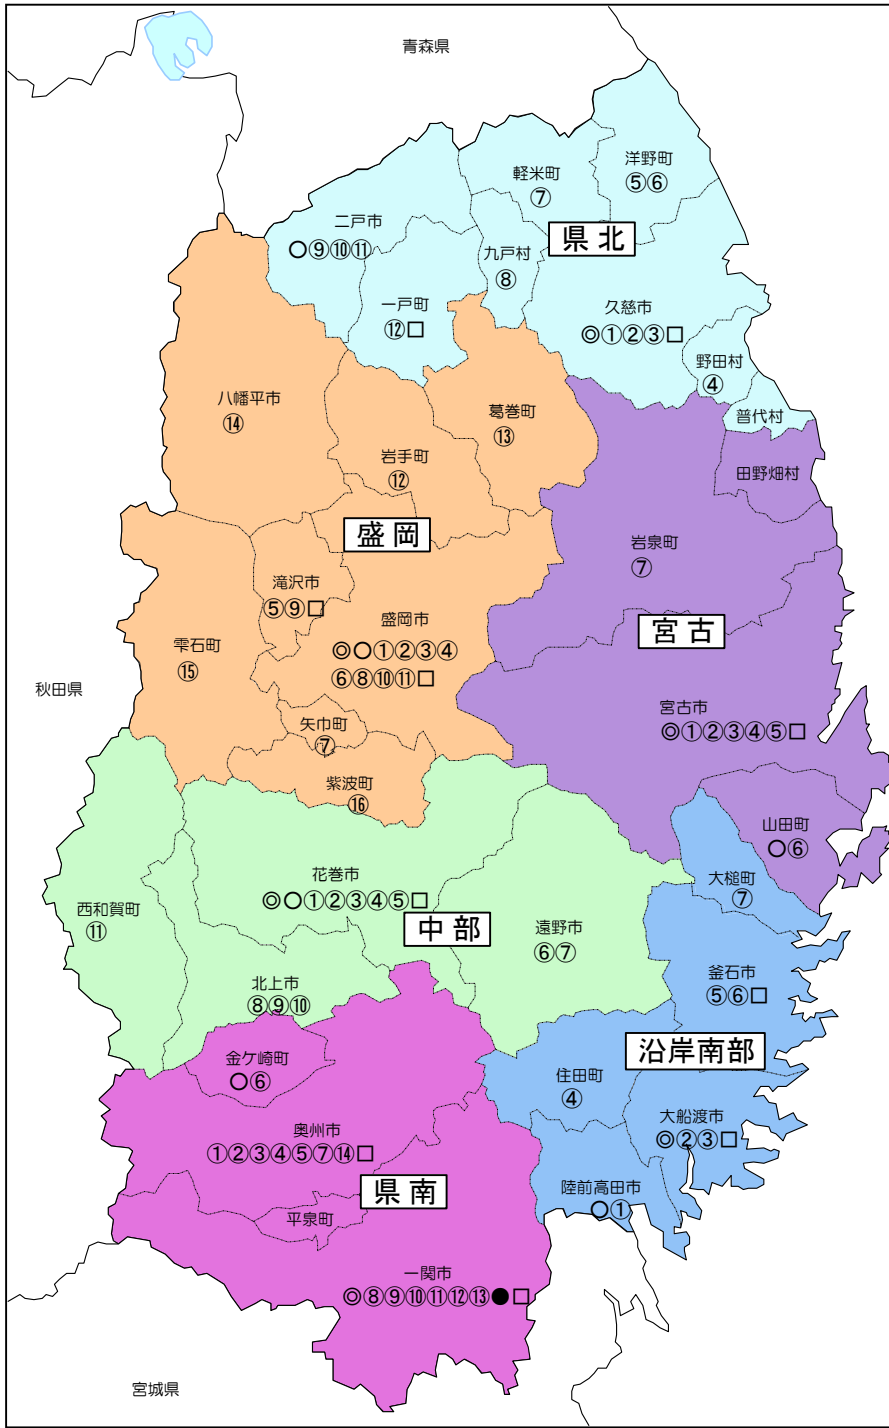 青森県
洋野町
⑤⑥
軽米町
⑦
二戸市
○⑨⑩⑪
県北
九戸村
⑧
一戸町
⑫□
久慈市
◎①②③□
野田村
④
普代村
八幡平市
⑭
葛巻町
⑬
岩手町
⑫
田野畑村
盛岡
岩泉町
⑦
滝沢市
⑤⑨□
盛岡市
◎○①②③④
⑥⑧⑩⑪□
宮古
雫石町
⑮
秋田県
宮古市
◎①②③④⑤□
矢巾町
⑦
紫波町
⑯
山田町
○⑥
大槌町
⑦
花巻市
◎○①②③④⑤□
西和賀町
⑪
中部
遠野市
⑥⑦
釜石市
⑤⑥□
北上市
⑧⑨⑩
沿岸南部
金ケ崎町
○⑥
住田町
④
大船渡市
◎②③□
奥州市
①②③④⑤⑦⑭□
県南
陸前高田市
○①
平泉町
一関市
◎⑧⑨⑩⑪⑫⑬●□
宮城県